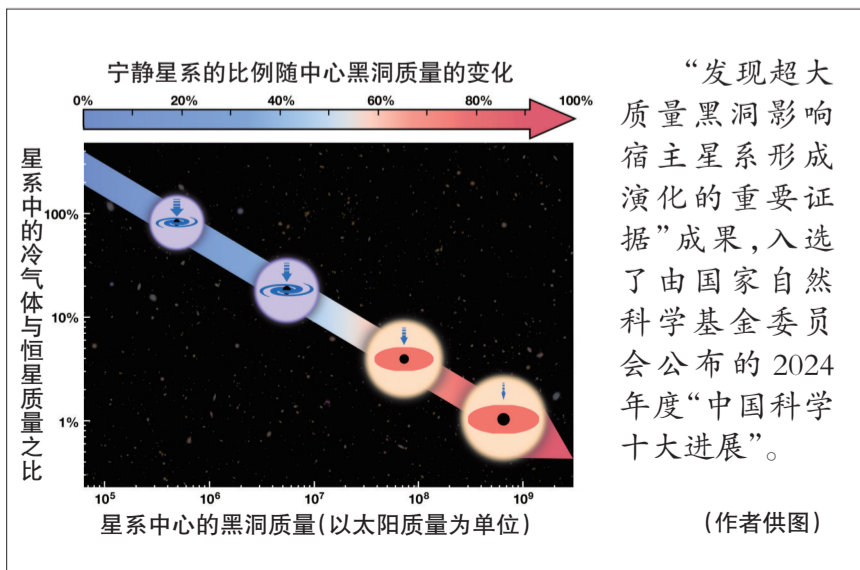 宁静星系的比例随中心黑洞质量的变化
0% 20% 40% 60% 80% 100%
星系中的冷气体与恒星质量之比
100%
10%
1%
10⁵ 10⁶ 10⁷ 10⁸ 10⁹
星系中心的黑洞质量(以太阳质量为单位)
“发现超大
质量黑洞影响
宿主星系形成
演化的重要证
据”成果,入选
了由国家自然
科学基金委员
会公布的 2024
年度“中国科学
十大进展”。
(作者供图)